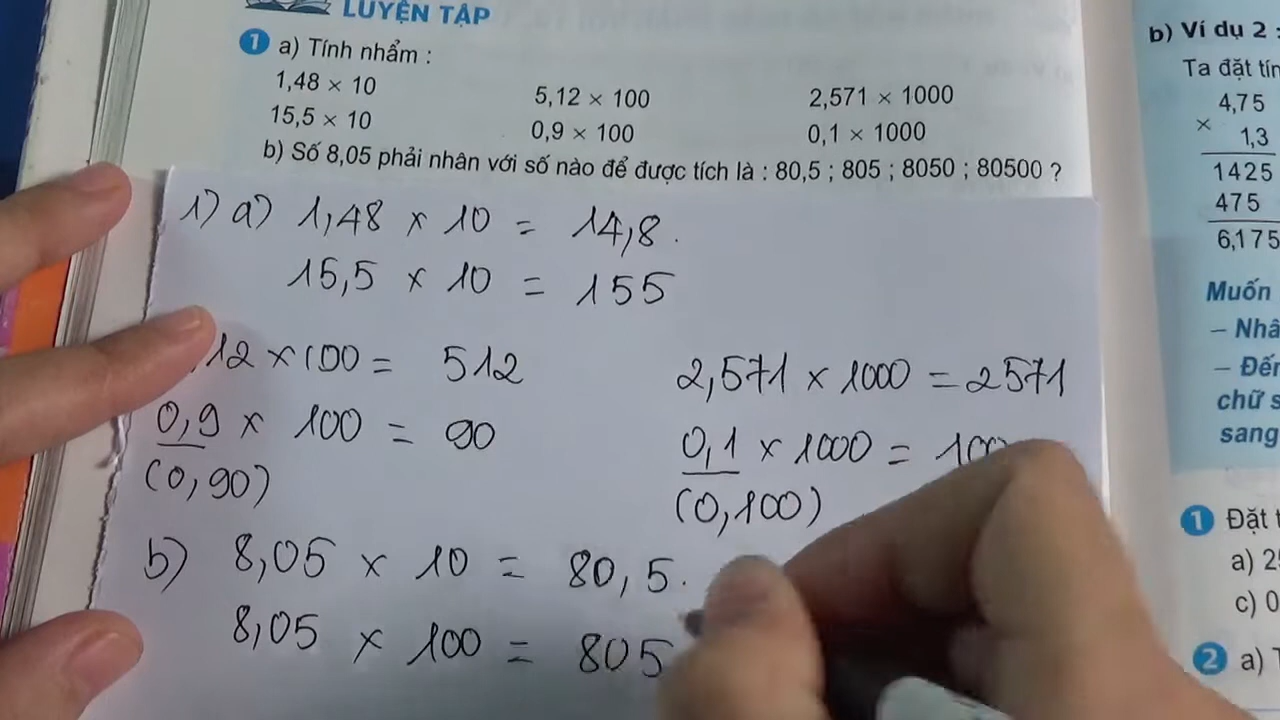 LUYỆN TẬP
1 a) Tính nhẩm :
1,48 × 10 5,12 × 100 2,571 × 1000
15,5 × 10 0,9 × 100 0,1 × 1000
b) Số 8,05 phải nhân với số nào để được tích là : 80,5 ; 805 ; 8050 ; 80500 ?
1) a) 1,48 × 10 = 14,8.
15,5 × 10 = 155
,12 × 100 = 512
0,9 × 100 = 90
(0,90)
2,571 × 1000 = 2571
0,1 × 1000 = 100
(0,100)
b) 8,05 × 10 = 80,5.
8,05 × 100 = 805
b) Ví dụ 2 :
Ta đặt
4,75
×
1,3
1425
475
6,175
Muốn
–
– Đến
chữ
sang
1 Đặt
a)
c)
2 a)